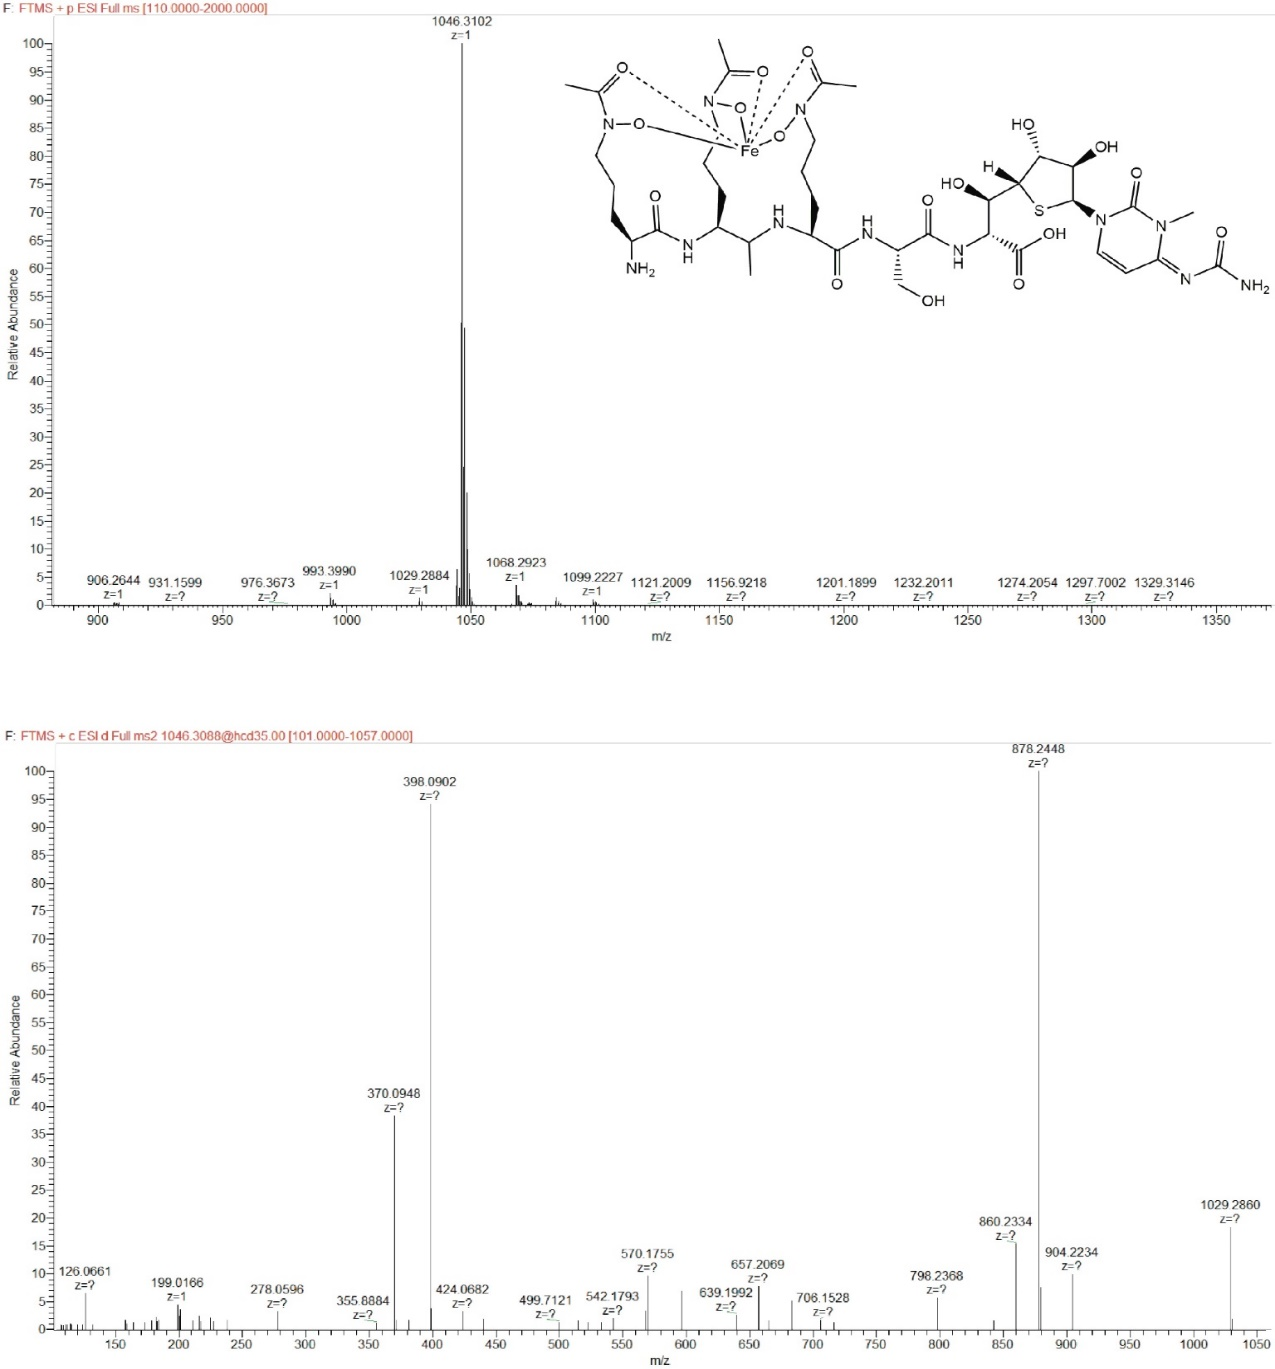 F: FTMS + p ESI Full ms [110.0000-2000.0000]
1046.3102
z=1
100
95
90
85
80
75
70
65
60
55
50
45
40
35
30
25
20
15
10
5
0
Relative Abundance
906.2644
z=1
931.1599
z=?
976.3673
z=?
993.3990
z=1
1029.2884
z=1
1068.2923
z=1
1099.2227
z=1
1121.2009
z=?
1156.9218
z=?
1201.1899
z=?
1232.2011
z=?
1274.2054
z=?
1297.7002
z=?
1329.3146
z=?
900 950 1000 1050 1100 1150 1200 1250 1300 1350
m/z
O O O
N O N O N O
Fe
HO OH
H O
HO S N N
O H N O H N O
N H N H OH
NH2 O O N NH2
OH
F: FTMS + c ESI d Full ms2 1046.3088@hcd35.00 [101.0000-1057.0000]
878.2448
z=?
100
95
90
85
80
75
70
65
60
55
50
45
40
35
30
25
20
15
10
5
0
Relative Abundance
126.0661
z=?
199.0166
z=1
278.0596
z=?
355.8884
z=?
370.0948
z=?
398.0902
z=?
424.0682
z=?
499.7121
z=?
542.1793
z=?
570.1755
z=?
639.1992
z=?
657.2069
z=?
706.1528
z=?
798.2368
z=?
860.2334
z=?
904.2234
z=?
1029.2860
z=?
150 200 250 300 350 400 450 500 550 600 650 700 750 800 850 900 950 1000 1050
m/z